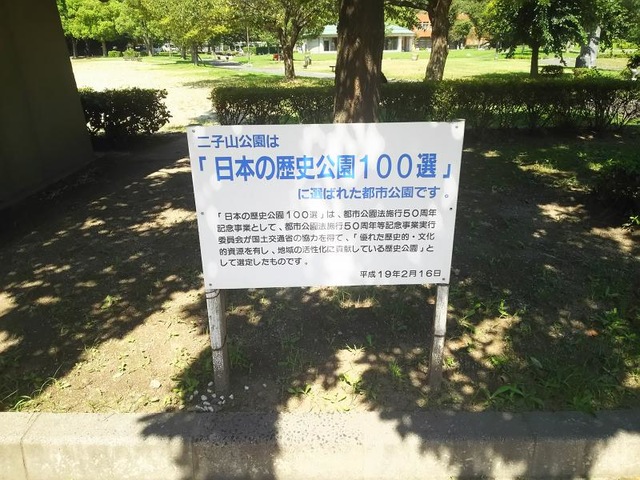 二子山公園は
「日本の歴史公園100選」
に選ばれた都市公園です。
「日本の歴史公園100選」は、都市公園法施行50周年
記念事業として、都市公園法施行50周年等記念事業実行
委員会が国土交通省の協力を得て、「優れた歴史的・文化
的資源を有し、地域の活性化に貢献している歴史公園」と
して選定したものです。
平成19年2月16日